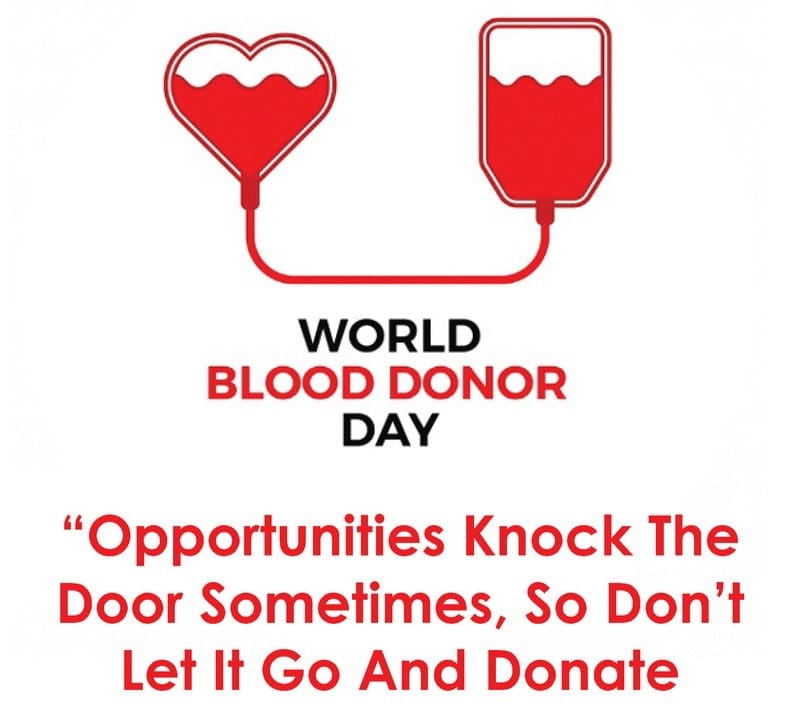 WORLD
BLOOD DONOR
DAY
“Opportunities Knock The
Door Sometimes, So Don’t
Let It Go And Donate